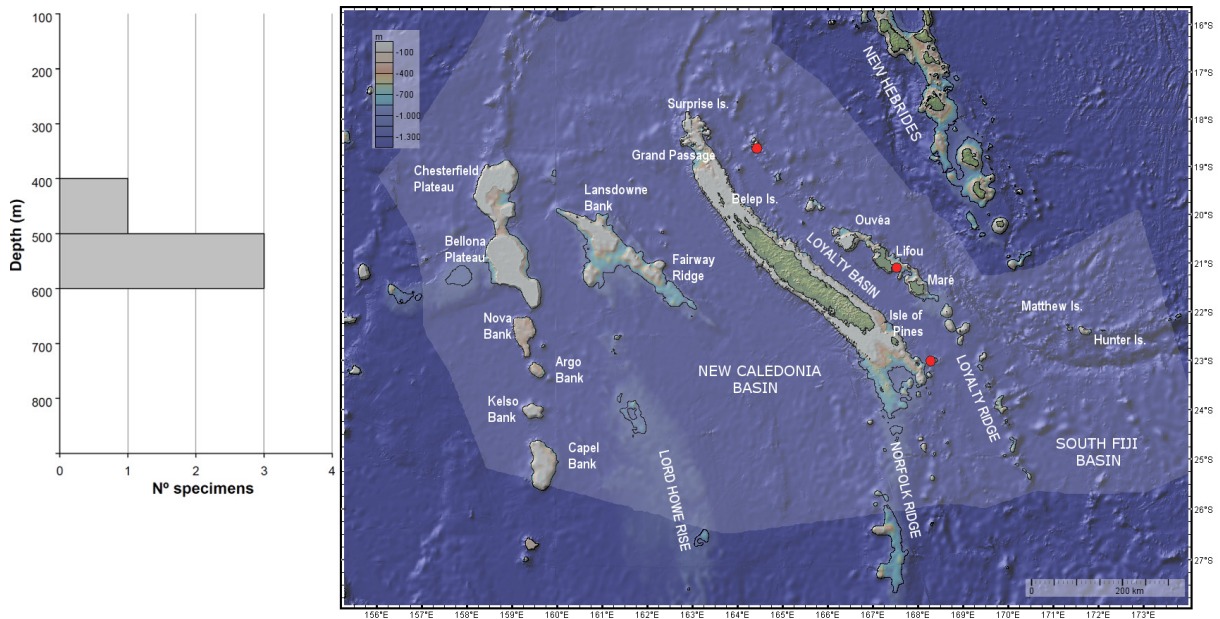 100
200
300
400
500
600
700
800
Depth (m)
0
1
2
3
4
Nº specimens
m
-100
-400
-700
-1.000
-1.300
Surprise Is.
Grand Passage
Chesterfield
Plateau
Lansdowne
Bank
Belep Is.
Bellona
Plateau
Fairway
Ridge
Nova
Bank
Argo
Bank
Kelso
Bank
Capel
Bank
NEW CALEDONIA
BASIN
LORD HOWE RISE
NEW HEBRIDES
Ouvéa
Lifou
Marè
LOYALTY BASIN
Isle of
Pines
Matthew Is.
Hunter Is.
LOYALTY RIDGE
NORFOLK RIDGE
SOUTH FIJI
BASIN
16°S
17°S
18°S
19°S
20°S
21°S
22°S
23°S
24°S
25°S
26°S
27°S
0
200 km
156°E
157°E
158°E
159°E
160°E
161°E
162°E
163°E
164°E
165°E
166°E
167°E
168°E
169°E
170°E
171°E
172°E
173°E